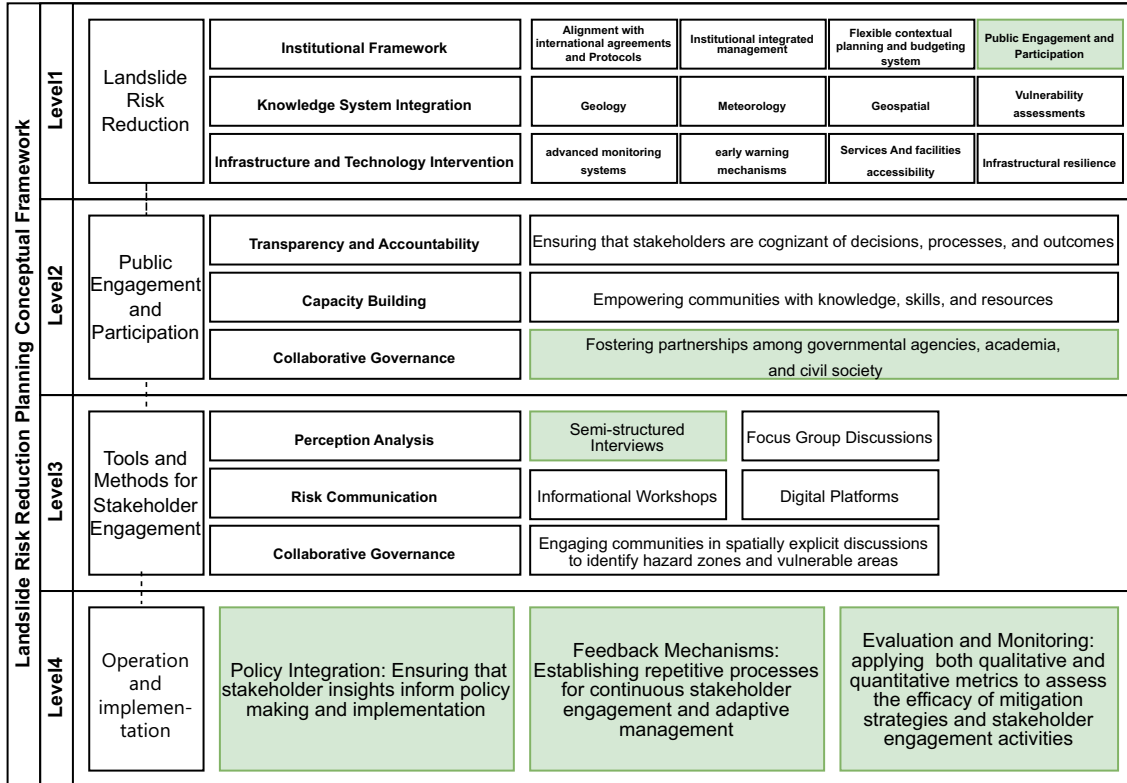 Landslide Risk Reduction Planning Conceptual Framework
Level1
Landslide
Risk
Reduction
Institutional Framework
Alignment with
international agreements
and Protocols
Institutional integrated
management
Flexible contextual
planning and budgeting
system
Public Engagement and
Participation
Knowledge System Integration
Geology
Meteorology
Geospatial
Vulnerability
assessments
Infrastructure and Technology Intervention
advanced monitoring
systems
early warning
mechanisms
Services And facilities
accessibility
Infrastructural resilience
Level2
Public
Engagement
and
Participation
Transparency and Accountability
Ensuring that stakeholders are cognizant of decisions, processes, and outcomes
Capacity Building
Empowering communities with knowledge, skills, and resources
Collaborative Governance
Fostering partnerships among governmental agencies, academia,
and civil society
Level3
Tools and
Methods for
Stakeholder
Engagement
Perception Analysis
Semi-structured
Interviews
Focus Group Discussions
Risk Communication
Informational Workshops
Digital Platforms
Collaborative Governance
Engaging communities in spatially explicit discussions
to identify hazard zones and vulnerable areas
Level4
Operation
and
implemen-
tation
Policy Integration: Ensuring that
stakeholder insights inform policy
making and implementation
Feedback Mechanisms:
Establishing repetitive processes
for continuous stakeholder
engagement and adaptive
management
Evaluation and Monitoring:
applying both qualitative and
quantitative metrics to assess
the efficacy of mitigation
strategies and stakeholder
engagement activities